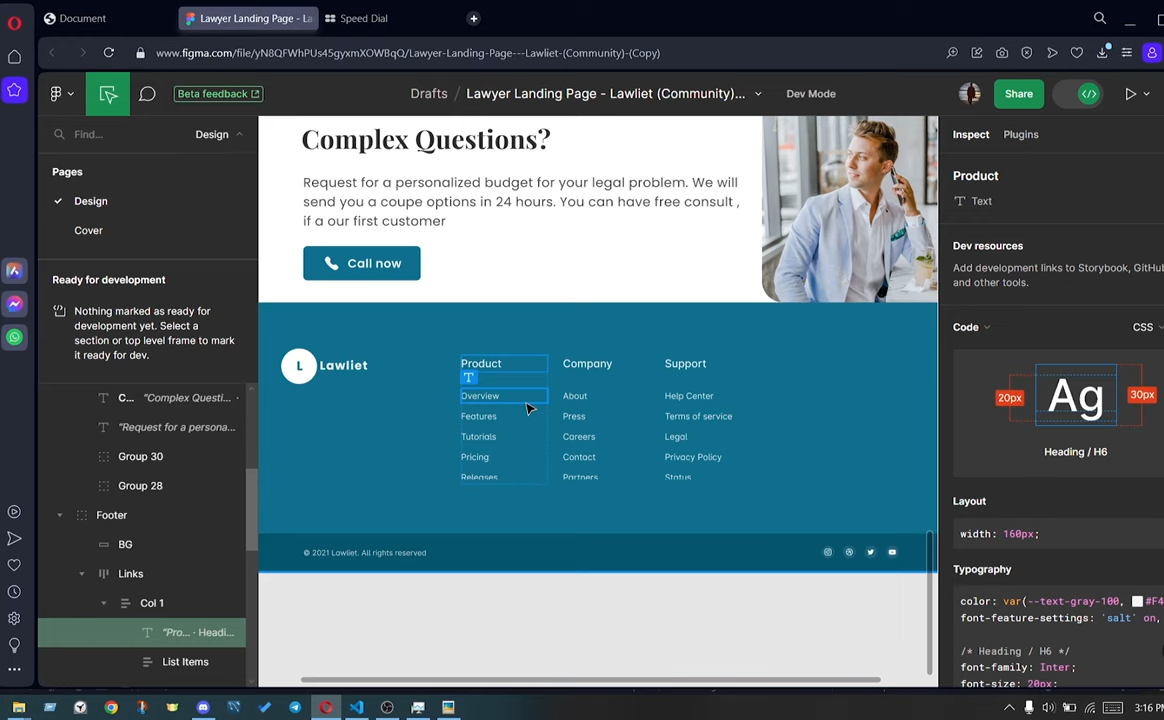 Document
Lawyer Landing Page - La
Speed Dial
www.figma.com/file/yN8QFWhPUs45gyxmXOWBqQ/Lawyer-Landing-Page---Lawliet-(Community)-(Copy)
Beta feedback
Drafts / Lawyer Landing Page - Lawliet (Community)...
Dev Mode
Share
Find...
Design
Pages
Design
Cover
Ready for development
Nothing marked as ready for
development yet. Select a
section or top level frame to mark
it ready for dev.
C... "Complex Questi...
"Request for a persona...
Group 30
Group 28
Footer
BG
Links
Col 1
"Pro... · Headi...
List Items
Complex Questions?
Request for a personalized budget for your legal problem. We will
send you a coupe options in 24 hours. You can have free consult ,
if a our first customer
Call now
L Lawliet
Product
Overview
Features
Tutorials
Pricing
Releases
Company
About
Press
Careers
Contact
Partners
Support
Help Center
Terms of service
Legal
Privacy Policy
Status
© 2021 Lawliet. All rights reserved
Inspect
Plugins
Product
Text
Dev resources
Add development links to Storybook, GitHu
and other tools.
Code
CSS
20px
Ag
30px
Heading / H6
Layout
width: 160px;
Typography
color: var(--text-gray-100, #F4
font-feature-settings: 'salt' on,
/* Heading / H6 */
font-family: Inter;
font-size: 20px;
3:16 PM